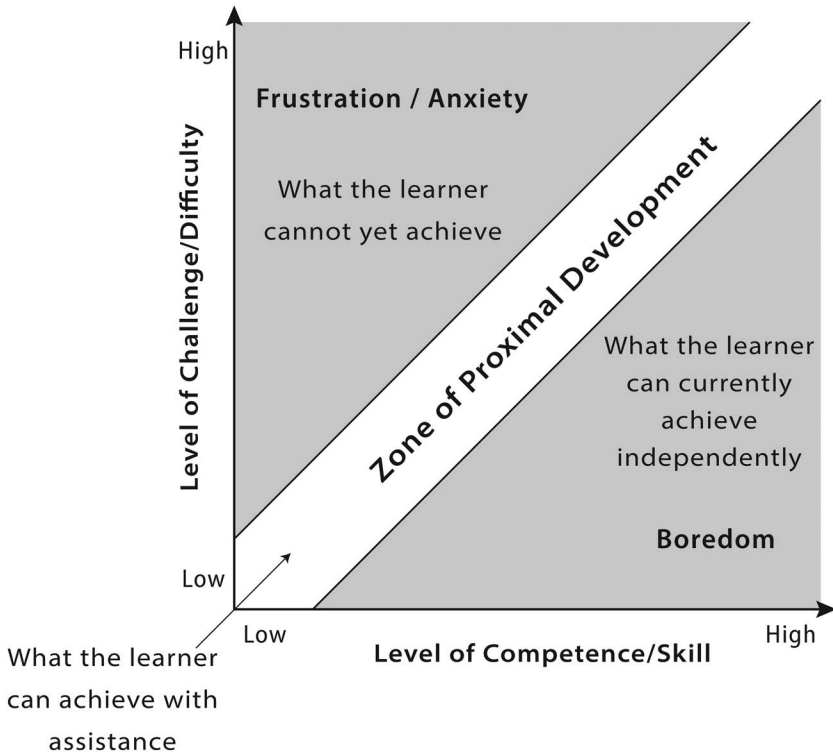 High
Frustration / Anxiety
What the learner
cannot yet achieve
Level of Challenge/Difficulty
Zone of Proximal Development
What the learner
can currently
achieve
independently
Boredom
Low
Low
High
Level of Competence/Skill
What the learner
can achieve with
assistance